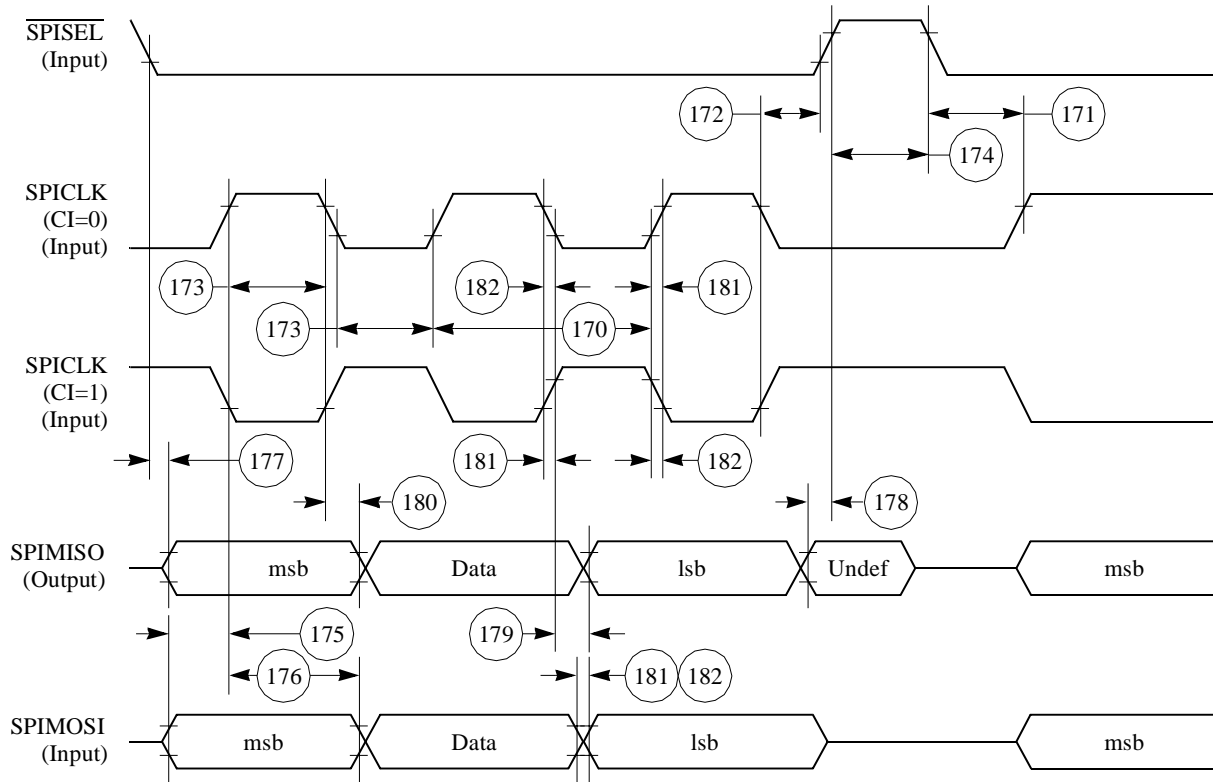 SPISEL
(Input)
172
171
174
SPICLK
(CI=0)
(Input)
173
182
181
173
170
SPICLK
(CI=1)
(Input)
177
181
182
180
178
SPIMISO
(Output)
msb
Data
lsb
Undef
msb
175
179
176
181
182
SPIMOSI
(Input)
msb
Data
lsb
msb